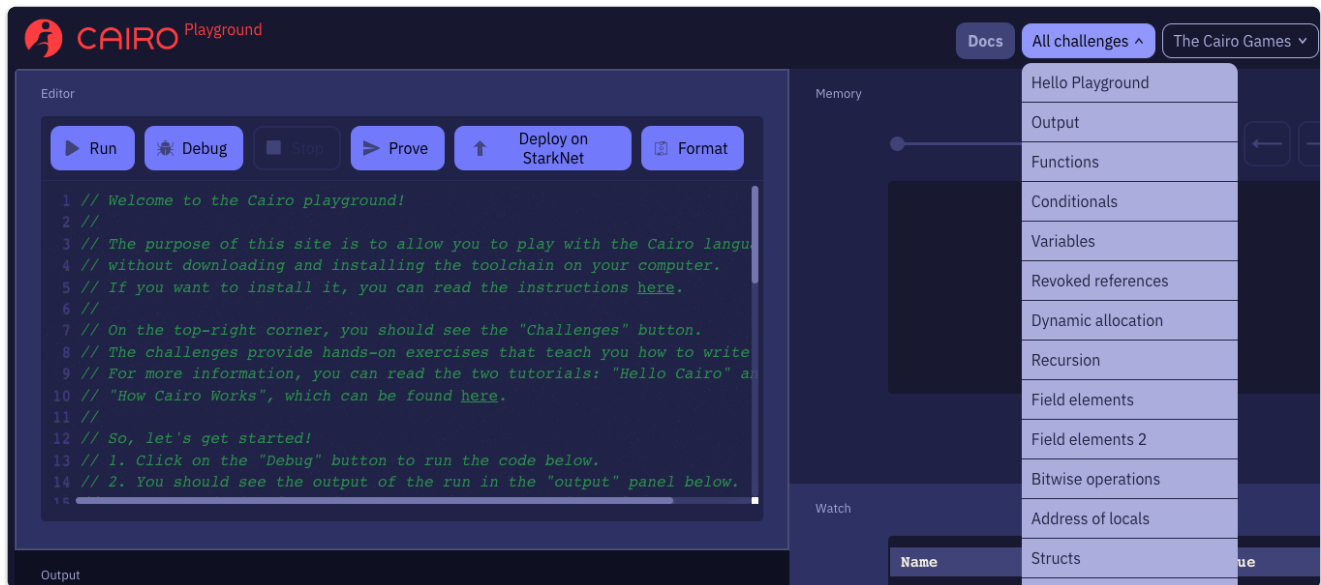 CAIRO Playground
Docs
All challenges
The Cairo Games
Editor
Run
Debug
Stop
Prove
Deploy on
StarkNet
Format
1 // Welcome to the Cairo playground!
2 //
3 // The purpose of this site is to allow you to play with the Cairo langu
4 // without downloading and installing the toolchain on your computer.
5 // If you want to install it, you can read the instructions here.
6 //
7 // On the top-right corner, you should see the "Challenges" button.
8 // The challenges provide hands-on exercises that teach you how to write
9 // For more information, you can read the two tutorials: "Hello Cairo" an
10 // "How Cairo Works", which can be found here.
11 //
12 // So, let's get started!
13 // 1. Click on the "Debug" button to run the code below.
14 // 2. You should see the output of the run in the "output" panel below.
15
Output
Memory
Hello Playground
Output
Functions
Conditionals
Variables
Revoked references
Dynamic allocation
Recursion
Field elements
Field elements 2
Bitwise operations
Address of locals
Structs
Watch
Name
ue